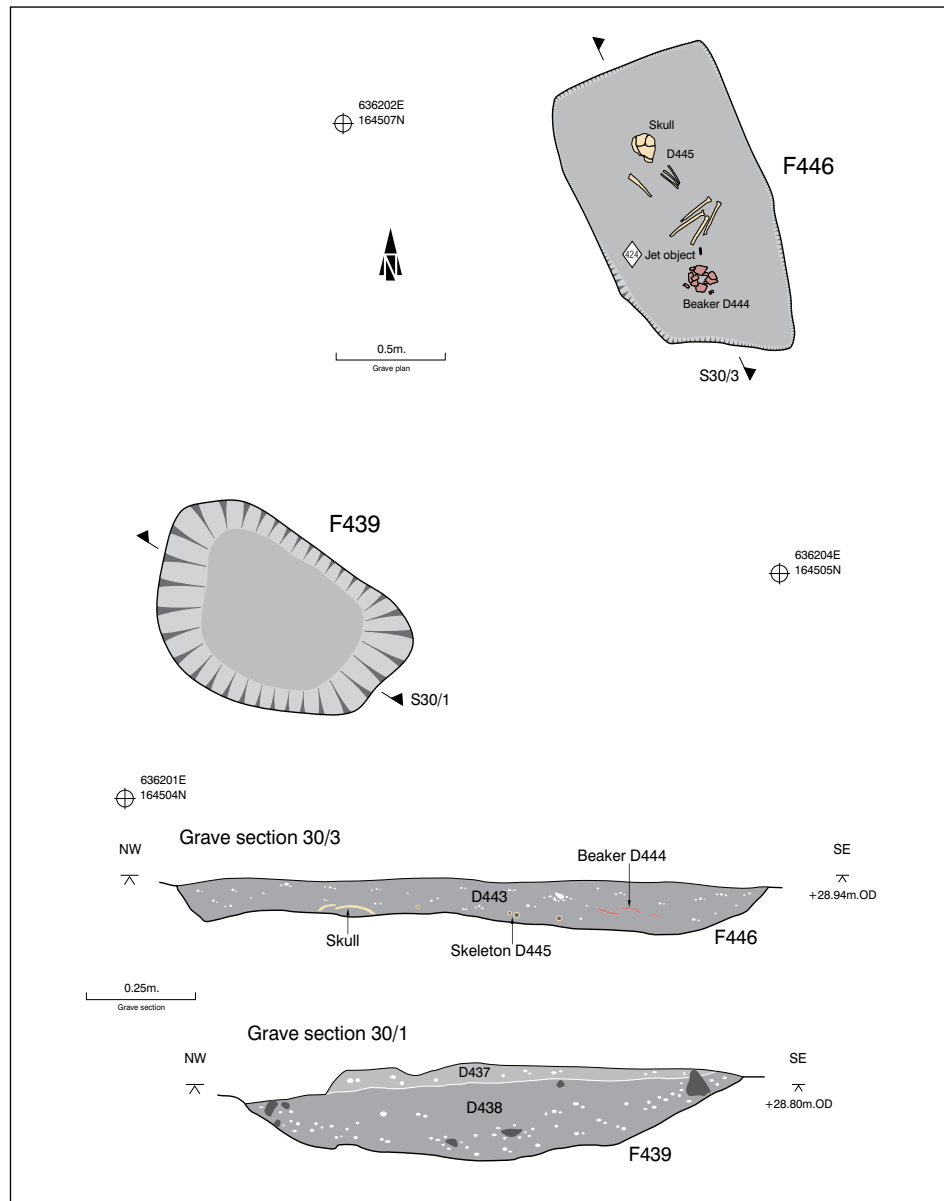 636202E
164507N
Skull
D445
F446
N
424
Jet object
Beaker D444
0.5m.
Grave plan
S30/3
F439
636204E
164505N
S30/1
636201E
164504N
Grave section 30/3
NW
Beaker D444
SE
D443
+28.94m.OD
Skull
Skeleton D445
F446
0.25m.
Grave section
Grave section 30/1
NW
SE
D437
D438
+28.80m.OD
F439